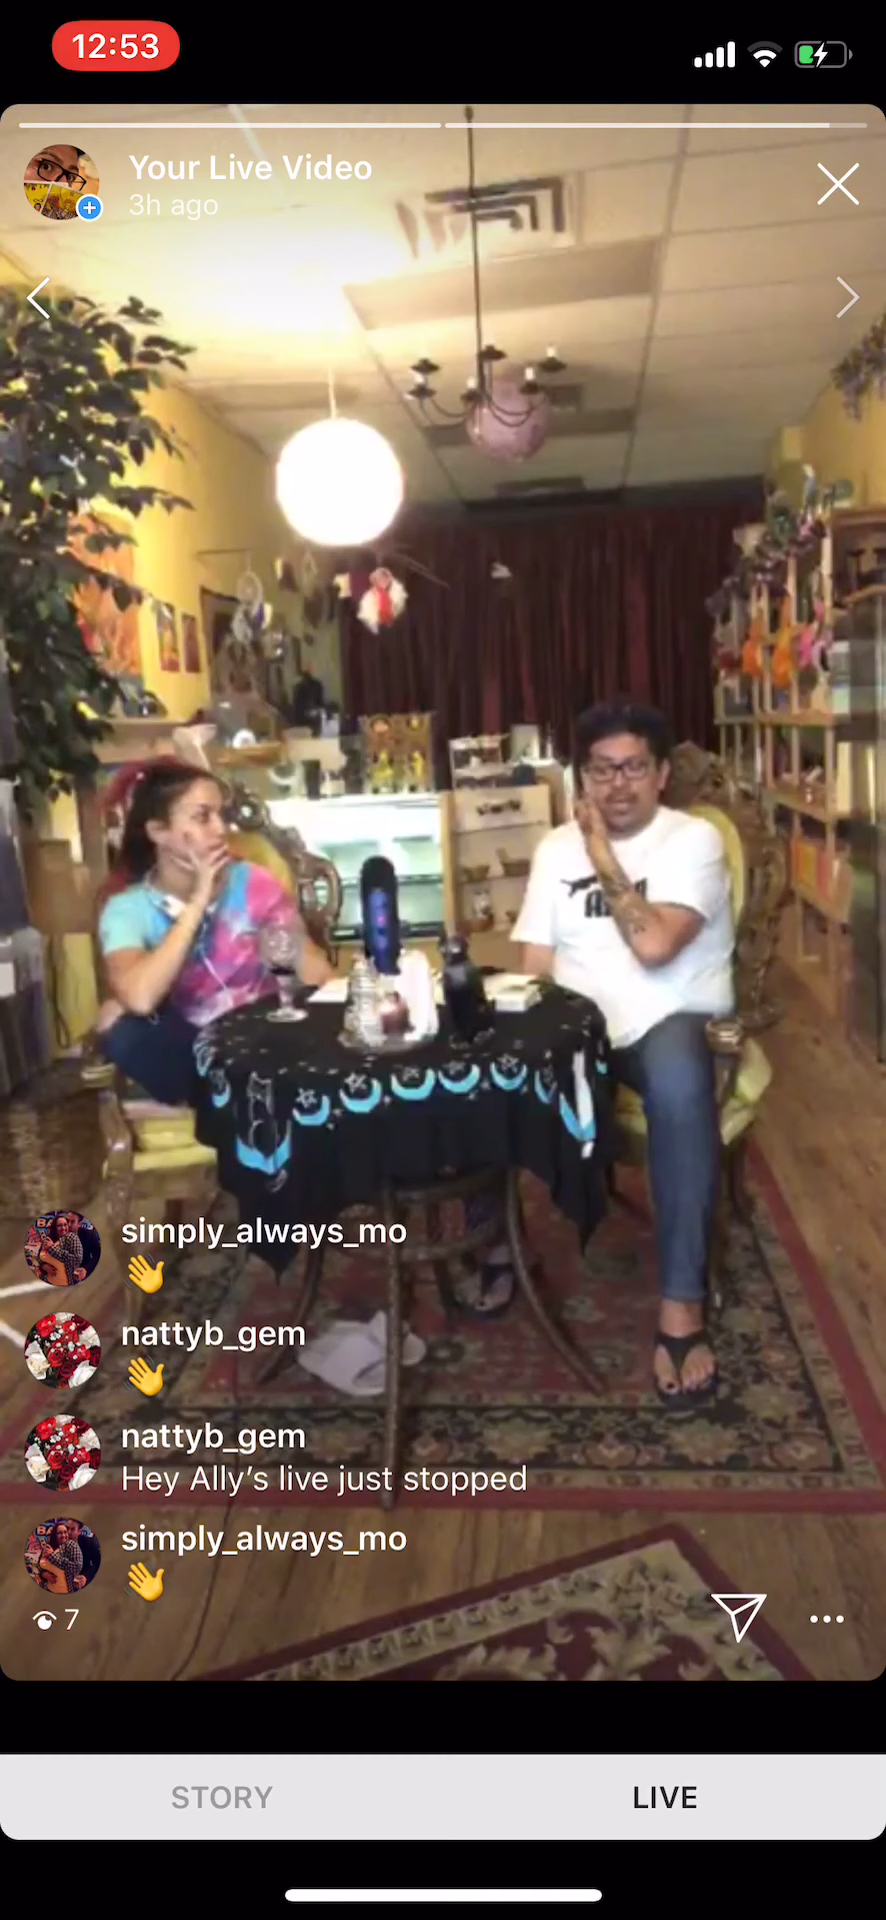 12:53
Your Live Video
3h ago
simply_always_mo
👋
nattyb_gem
👋
nattyb_gem
Hey Ally's live just stopped
simply_always_mo
👋
7
STORY
LIVE